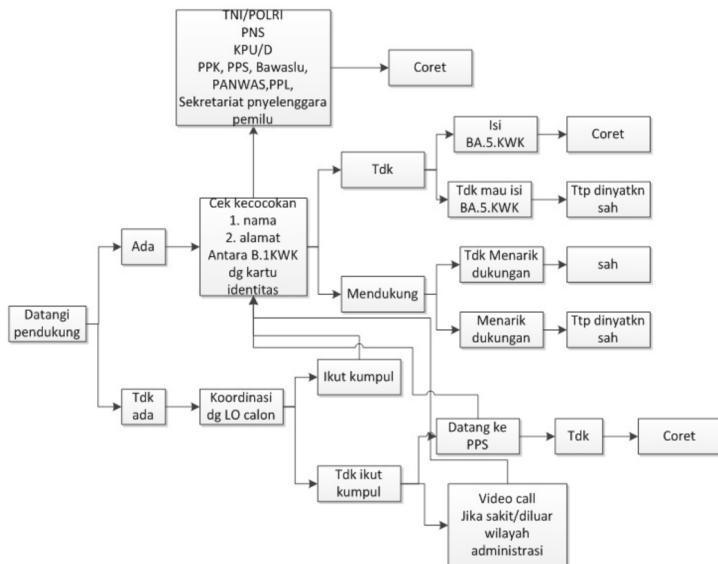 TNI/POLRI
PNS
KPU/D
PPK, PPS, Bawaslu,
PANWAS,PPL,
Sekretariat pnyelenggara
pemilu
Coret
Isi
BA.5.KWK
Coret
Tdk
Tdk mau isi
BA.5.KWK
Ttp dinyatkn
sah
Cek kecocokan
1. nama
2. alamat
Antara B.1KWK
dg kartu
identitas
Ada
Tdk Menarik
dukungan
sah
Mendukung
Menarik
dukungan
Ttp dinyatkn
sah
Datangi
pendukung
Tdk
ada
Koordinasi
dg LO calon
Ikut kumpul
Tdk ikut
kumpul
Datang ke
PPS
Tdk
Coret
Video call
Jika sakit/diluar
wilayah
administrasi